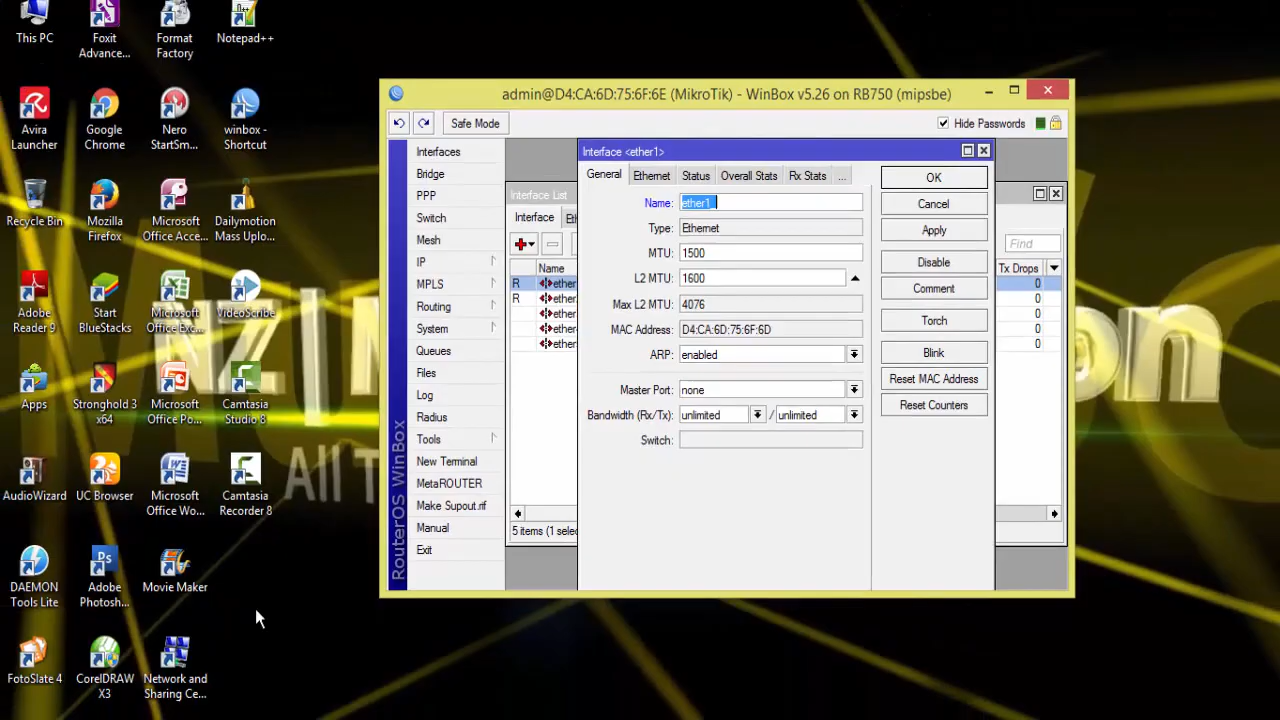 This PC
Foxit
Advance...
Format
Factory
Notepad++
Avira
Launcher
Google
Chrome
Nero
StartSm...
winbox -
Shortcut
Recycle Bin
Mozilla
Firefox
Microsoft
Office Acce...
Dailymotion
Mass Uplo...
Adobe
Reader 9
Start
BlueStacks
Microsoft
Office Exc...
VideoScribe
Apps
Stronghold 3
x64
Microsoft
Office Po...
Camtasia
Studio 8
AudioWizard
UC Browser
Microsoft
Office Wo...
Camtasia
Recorder 8
DAEMON
Tools Lite
Adobe
Photosh...
Movie Maker
FotoSlate 4
CorelDRAW
X3
Network and
Sharing Ce...
All T
admin@D4:CA:6D:75:6F:6E (MikroTik) - WinBox v5.26 on RB750 (mipsbe)
Safe Mode
Hide Passwords
RouterOS WinBox
Interfaces
Bridge
PPP
Switch
Mesh
IP
MPLS
Routing
System
Queues
Files
Log
Radius
Tools
New Terminal
MetaROUTER
Make Supout.rif
Manual
Exit
Interface List
Interface
Et
Find
Name
Tx Drops
R ether 0
R ether 0
ether 0
ether 0
ether 0
5 items (1 selec
Interface <ether1>
General Ethernet Status Overall Stats Rx Stats ...
Name: ether1_
Type: Ethernet
MTU: 1500
L2 MTU: 1600
Max L2 MTU: 4076
MAC Address: D4:CA:6D:75:6F:6D
ARP: enabled
Master Port: none
Bandwidth (Rx/Tx): unlimited / unlimited
Switch:
OK
Cancel
Apply
Disable
Comment
Torch
Blink
Reset MAC Address
Reset Counters